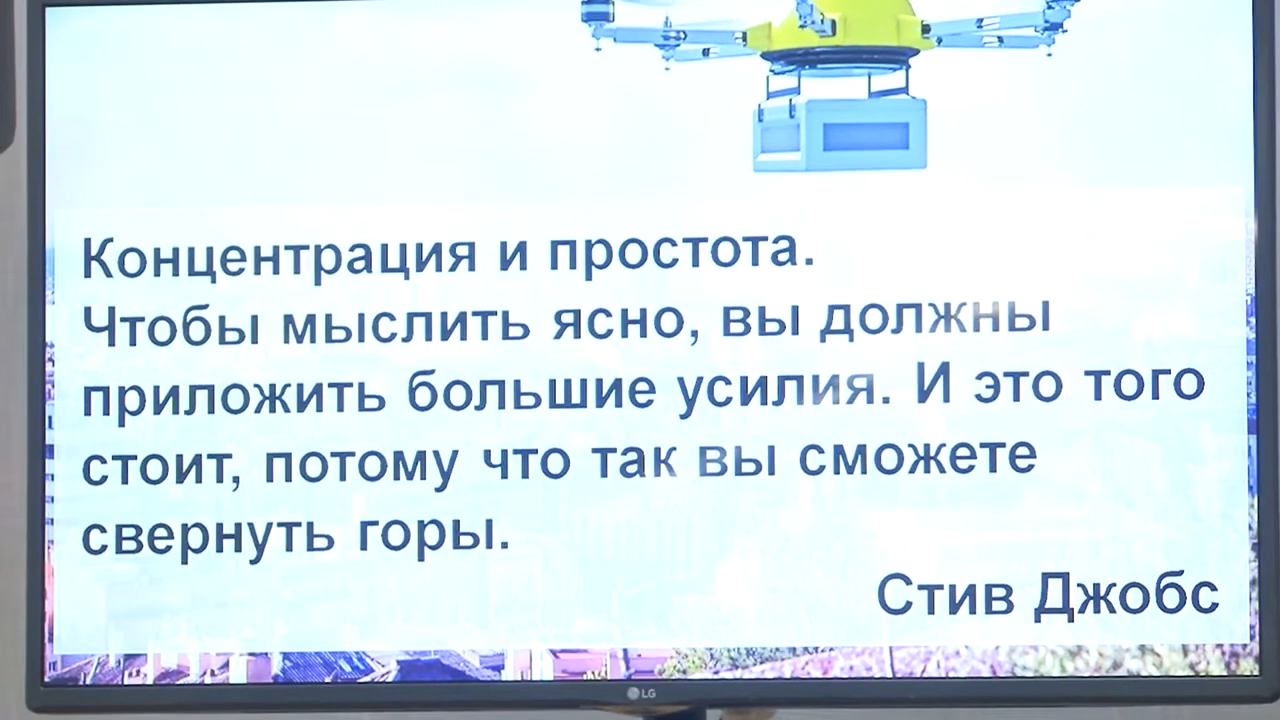 Концентрация и простота.
Чтобы мыслить ясно, вы должны
приложить большие усилия. И это того
стоит, потому что так вы сможете
свернуть горы.
Стив Джобс
LG